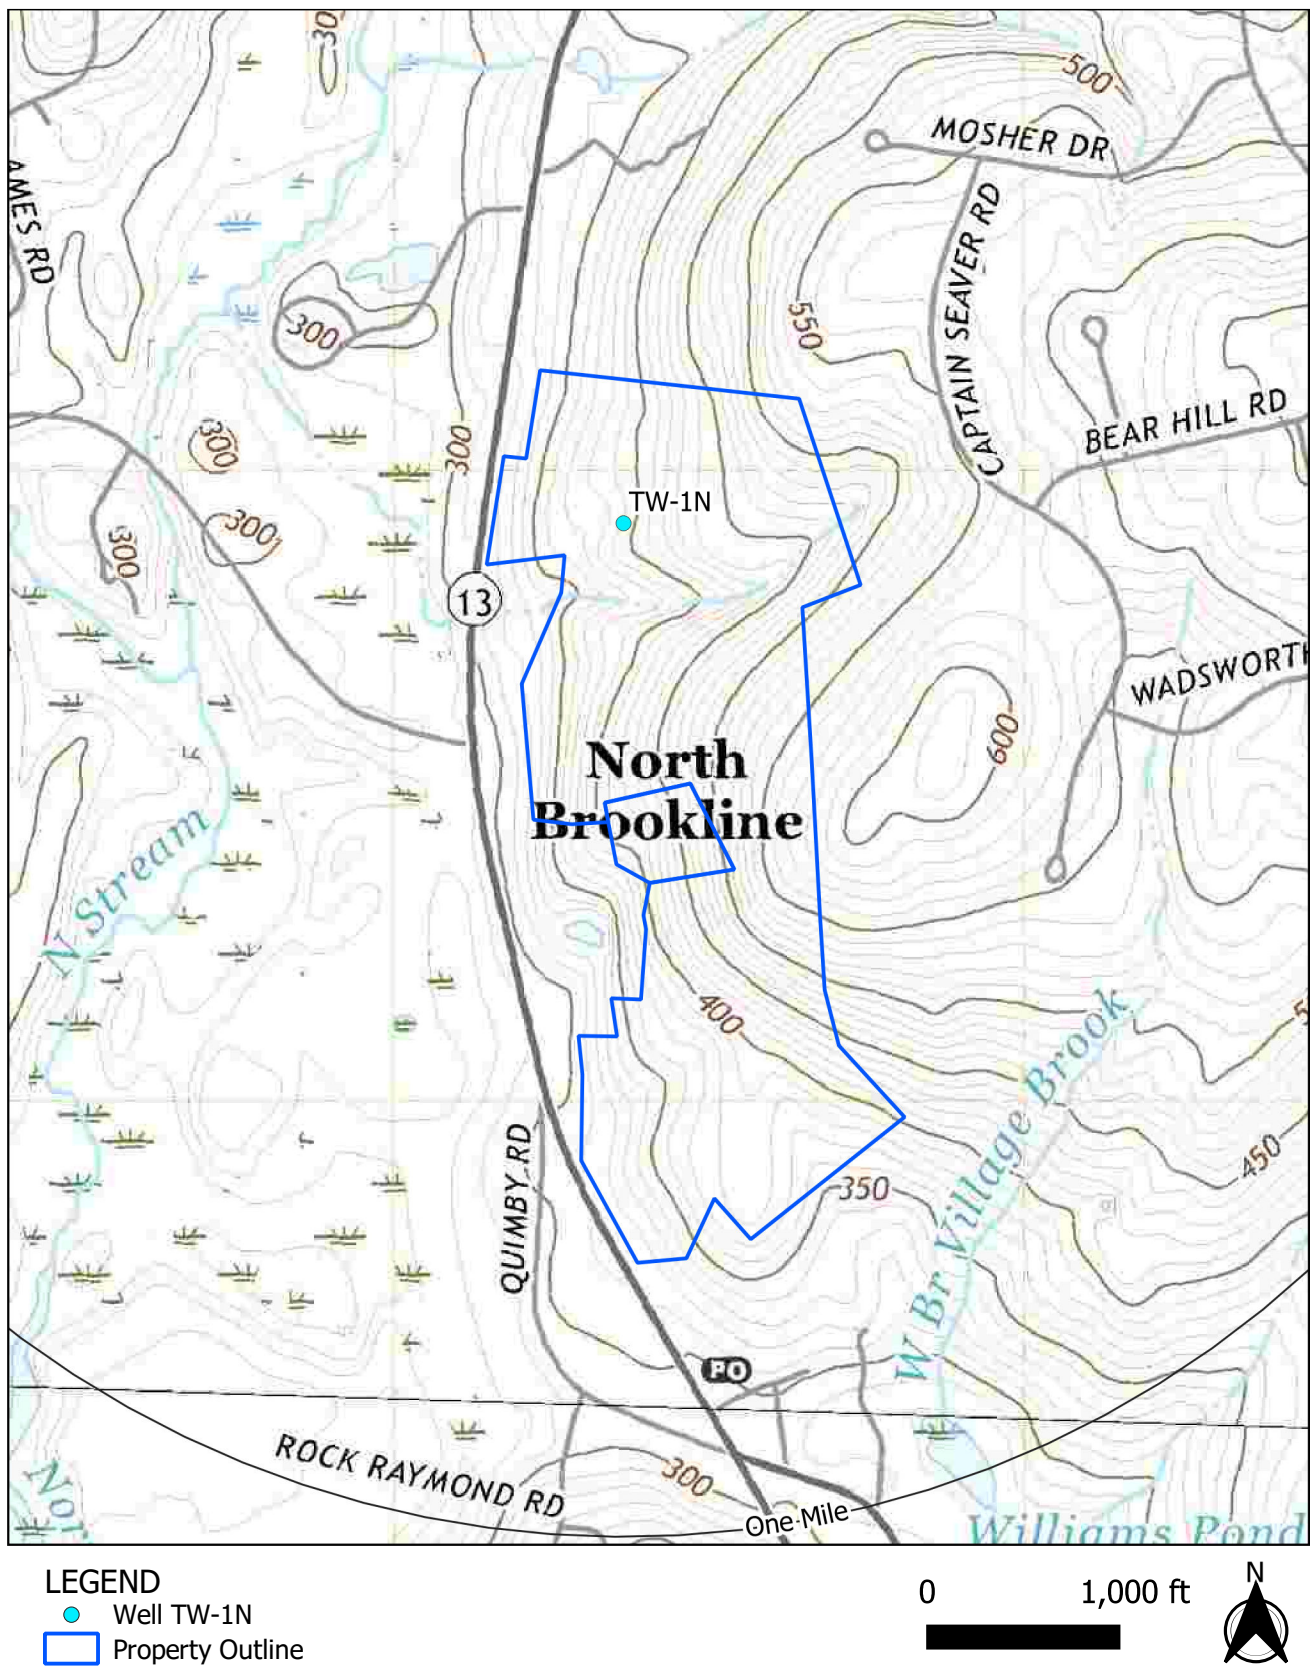 300
500
MOSHER DR
AMES RD
CAPTAIN SEAVER RD
300
550
BEAR HILL RD
300
300
TW-1N
300
300
13
WADSWORTH
600
North
Brookline
N Stream
400
W Br Village Brook
QUIMBY RD
450
350
PO
ROCK RAYMOND RD
300
One Mile
Nor
Williams Pond
LEGEND
Well TW-1N
Property Outline
0 1,000 ft
N